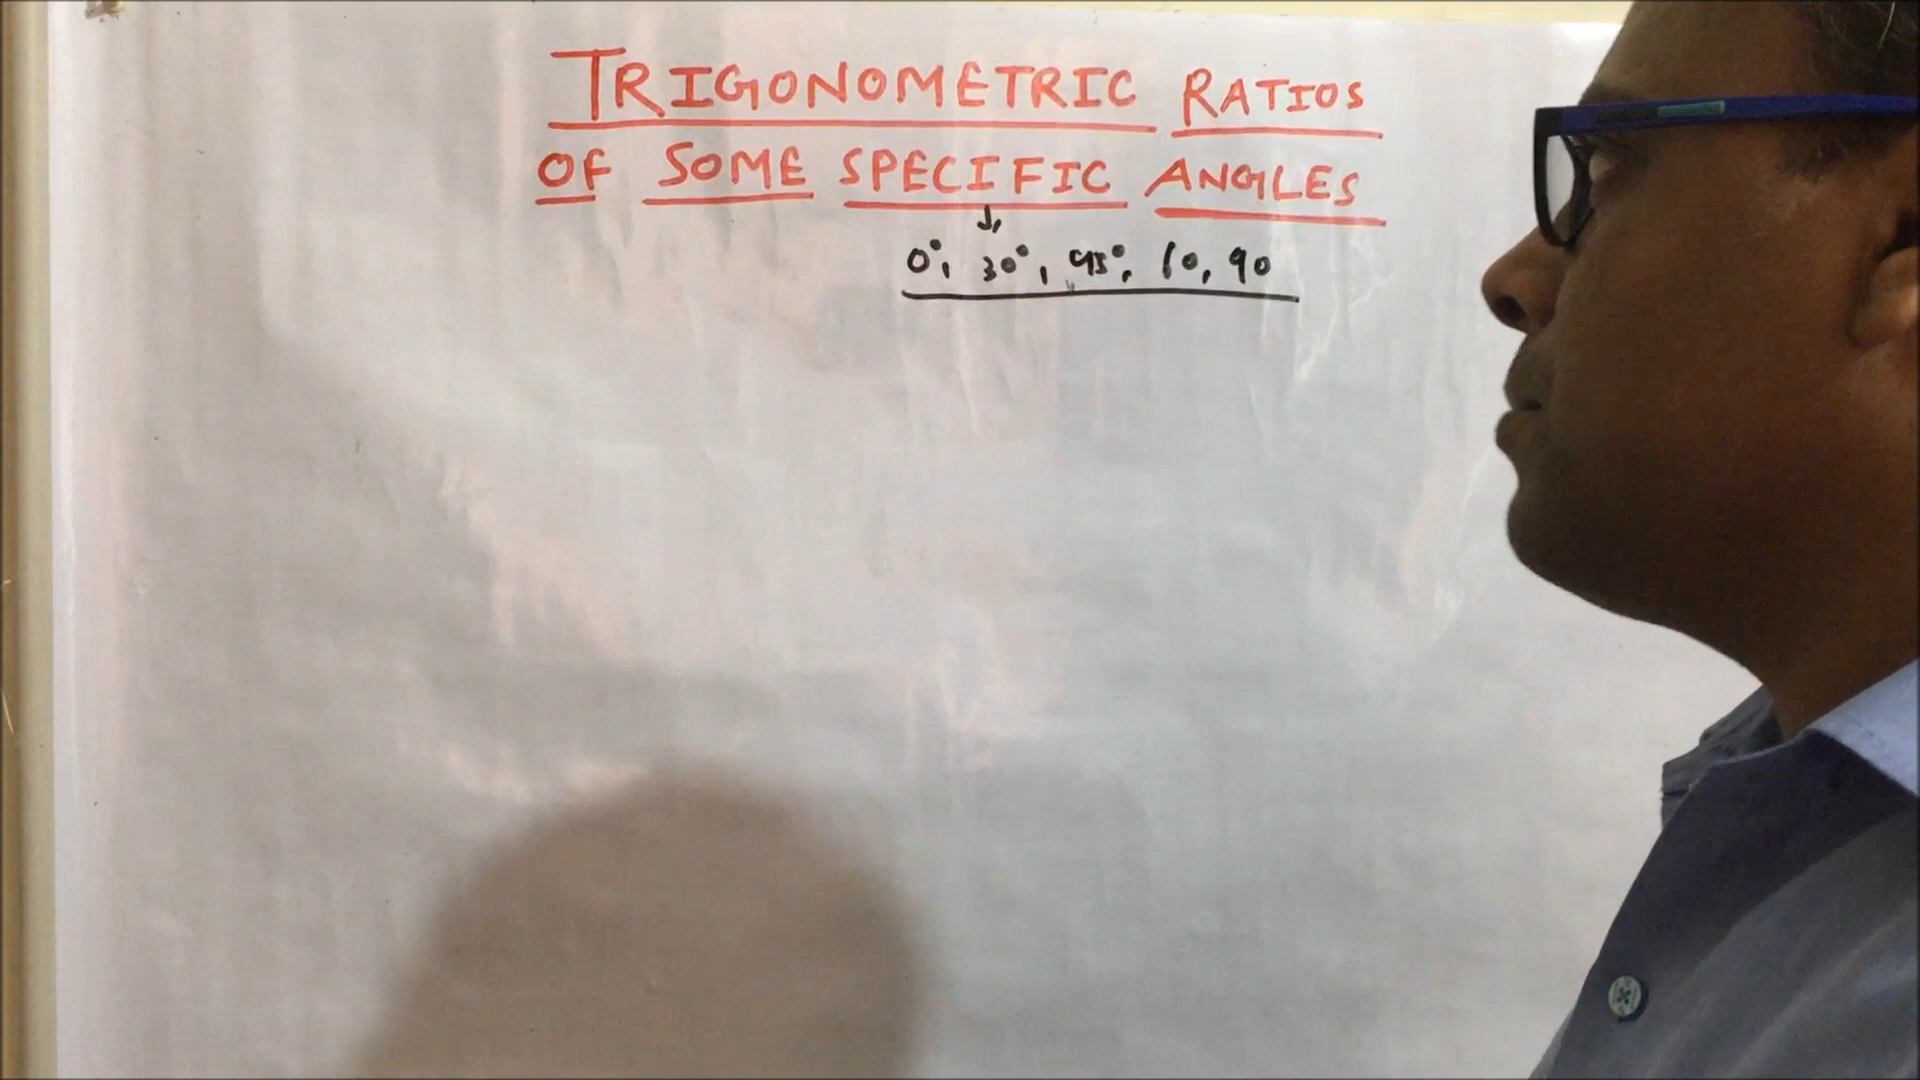 TRIGONOMETRIC RATIOS
OF SOME SPECIFIC ANGLES
0°, 30°, 45°, 60, 90